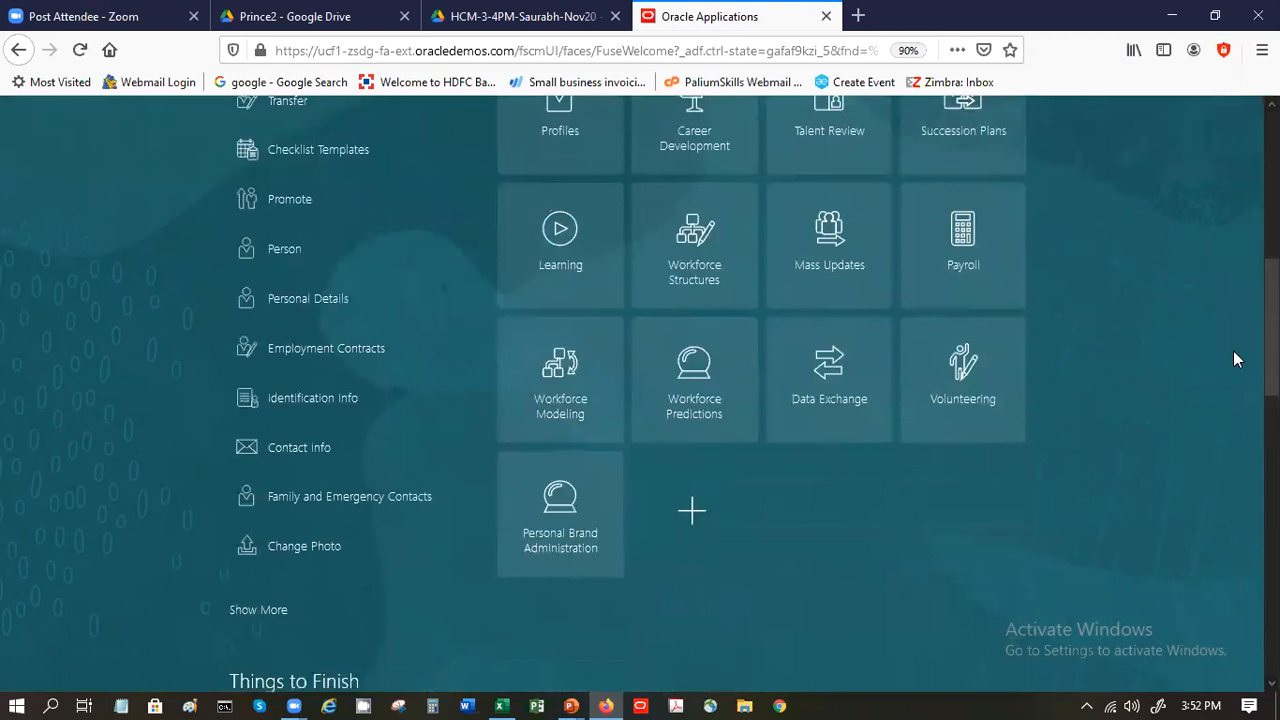 Post Attendee - Zoom
Prince2 - Google Drive
HCM-3-4PM-Saurabh-Nov20 -
Oracle Applications
https://ucf1-zsdg-fa-ext.oracledemos.com/fscmUI/faces/FuseWelcome?_adf.ctrl-state=gafaf9kzi_5&fnd=%
90%
Most Visited
Webmail Login
google - Google Search
Welcome to HDFC Ba...
Small business invoici...
PaliumSkills Webmail ...
Create Event
Zimbra: Inbox
Transfer
Checklist Templates
Promote
Person
Personal Details
Employment Contracts
Identification Info
Contact Info
Family and Emergency Contacts
Change Photo
Show More
Things to Finish
Profiles
Career
Development
Talent Review
Succession Plans
Learning
Workforce
Structures
Mass Updates
Payroll
Workforce
Modeling
Workforce
Predictions
Data Exchange
Volunteering
Personal Brand
Administration
Activate Windows
Go to Settings to activate Windows.
3:52 PM